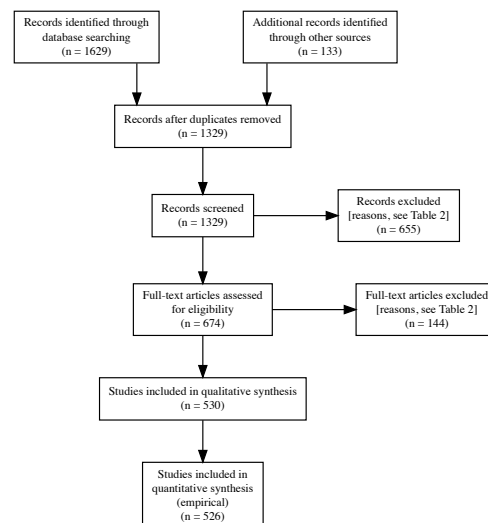 Records identified through
database searching
(n = 1629)
Additional records identified
through other sources
(n = 133)
Records after duplicates removed
(n = 1329)
Records screened
(n = 1329)
Records excluded
[reasons, see Table 2]
(n = 655)
Full-text articles assessed
for eligibility
(n = 674)
Full-text articles excluded
[reasons, see Table 2]
(n = 144)
Studies included in qualitative synthesis
(n = 530)
Studies included in
quantitative synthesis
(empirical)
(n = 526)